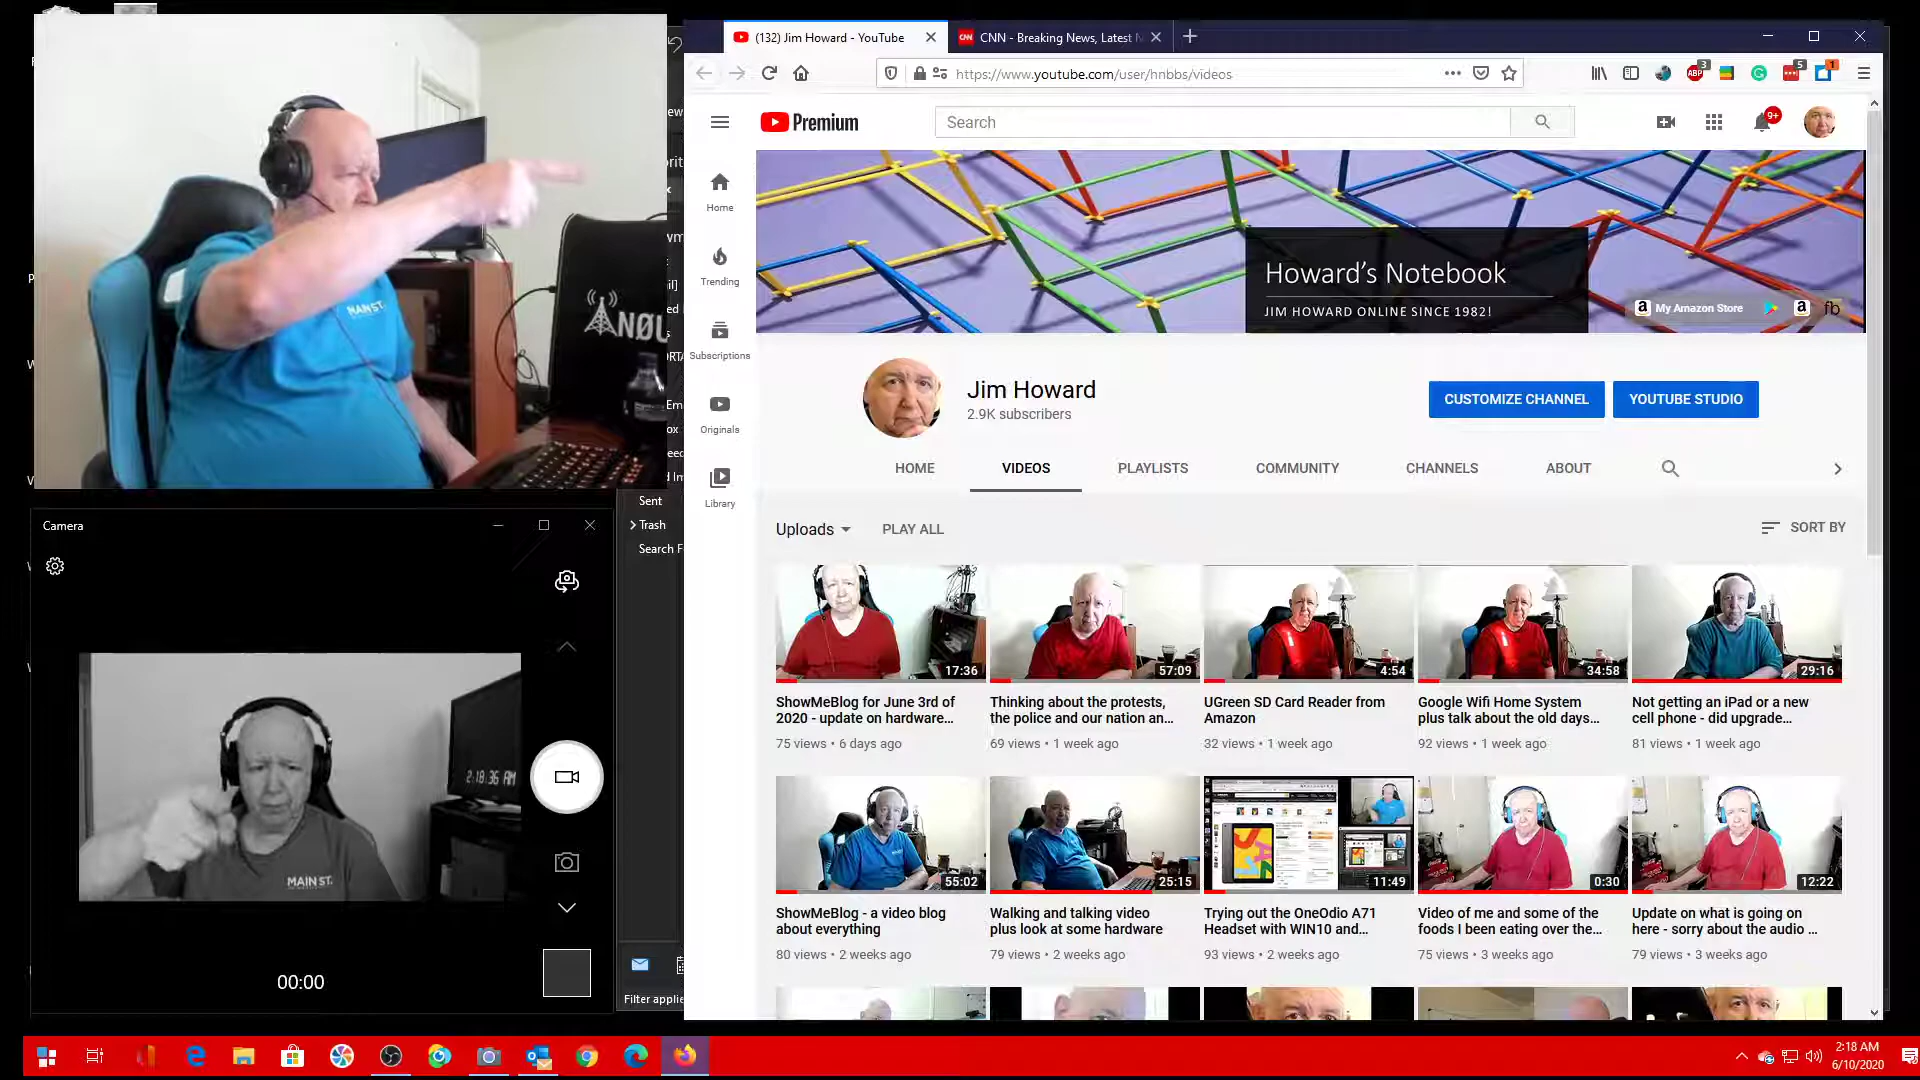 (132) Jim Howard - YouTube
CNN - Breaking News, Latest N
https://www.youtube.com/user/hnbbs/videos
ABP
3
5
1
Premium
Search
9+
Home
Trending
Subscriptions
Originals
Library
Howard's Notebook
JIM HOWARD ONLINE SINCE 1982!
My Amazon Store
fb
Jim Howard
2.9K subscribers
CUSTOMIZE CHANNEL
YOUTUBE STUDIO
HOME
VIDEOS
PLAYLISTS
COMMUNITY
CHANNELS
ABOUT
Uploads
PLAY ALL
SORT BY
17:36
57:09
4:54
34:58
29:16
ShowMeBlog for June 3rd of
2020 - update on hardware...
75 views • 6 days ago
Thinking about the protests,
the police and our nation an...
69 views • 1 week ago
UGreen SD Card Reader from
Amazon
32 views • 1 week ago
Google Wifi Home System
plus talk about the old days...
92 views • 1 week ago
Not getting an iPad or a new
cell phone - did upgrade...
81 views • 1 week ago
55:02
25:15
11:49
0:30
12:22
ShowMeBlog - a video blog
about everything
80 views • 2 weeks ago
Walking and talking video
plus look at some hardware
79 views • 2 weeks ago
Trying out the OneOdio A71
Headset with WIN10 and...
93 views • 2 weeks ago
Video of me and some of the
foods I been eating over the...
75 views • 3 weeks ago
Update on what is going on
here - sorry about the audio ...
79 views • 3 weeks ago
MAIN ST.
Sent
Trash
Search F
Filter applie
Camera
2:18:36 AM
MAIN ST.
00:00
2:18 AM
6/10/2020